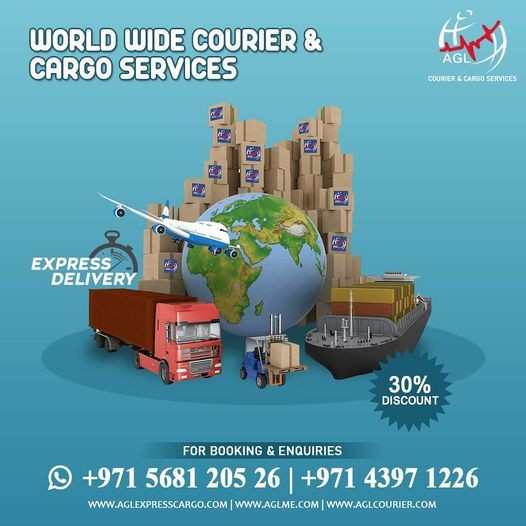 WORLD WIDE COURIER &
CARGO SERVICES
AGL
COURIER & CARGO SERVICES
EXPRESS
DELIVERY
30%
DISCOUNT
FOR BOOKING & ENQUIRIES
+971 5681 205 26 | +971 4397 1226
WWW.AGLEXPRESSCARGO.COM | WWW.AGLME.COM | WWW.AGLCOURIER.COM